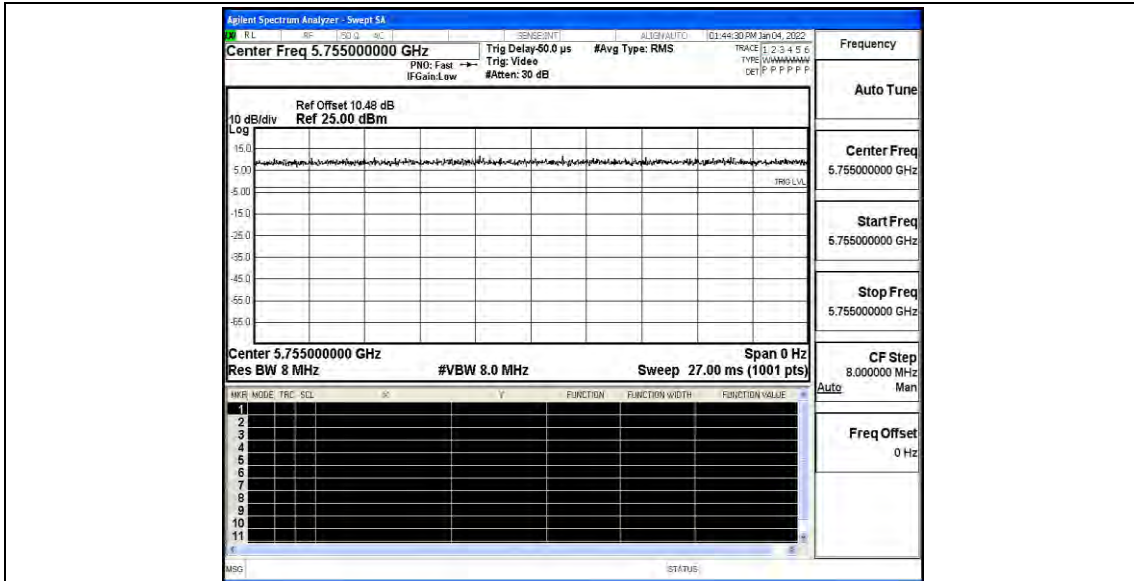 Agilent Spectrum Analyzer - Swept SA
RL RF 50 Ω AC SENSE:INT ALIGNAUTO 01:44:30 PM Jan 04, 2022
Center Freq 5.755000000 GHz
PNO: Fast
IFGain:Low
Trig Delay-50.0 µs
Trig: Video
#Atten: 30 dB
#Avg Type: RMS
TRACE 1 2 3 4 5 6
TYPE WWWWWW
DET P P P P P P
Ref Offset 10.48 dB
10 dB/div Ref 25.00 dBm
Log
15.0
5.00
TRIG LVL
-5.00
-15.0
-25.0
-35.0
-45.0
-55.0
-65.0
Center 5.755000000 GHz Span 0 Hz
Res BW 8 MHz #VBW 8.0 MHz Sweep 27.00 ms (1001 pts)
MKR MODE TRC SCL X Y FUNCTION FUNCTION WIDTH FUNCTION VALUE
1
2
3
4
5
6
7
8
9
10
11
MSG STATUS
Frequency
Auto Tune
Center Freq
5.755000000 GHz
Start Freq
5.755000000 GHz
Stop Freq
5.755000000 GHz
CF Step
8.000000 MHz
Auto Man
Freq Offset
0 Hz